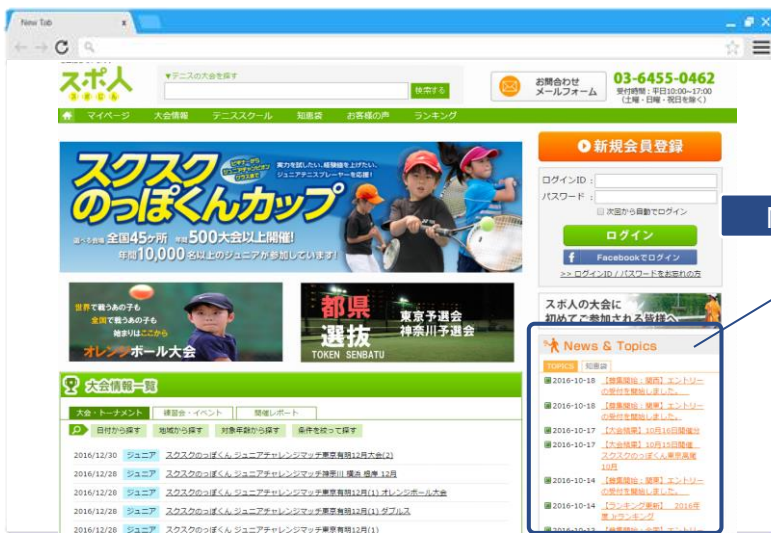 New Tab
x
スポ人
スポじん
▼テニスの大会を探す
検索する
お問合わせ
メールフォーム
03-6455-0462
受付時間:平日10:00~17:00
(土曜・日曜・祝日を除く)
マイページ
大会情報
テニススクール
知恵袋
お客様の声
ランキング
スクスク
のっぽくんカップ
実力を試したい、経験値を上げたい、
ジュニアテニスプレーヤーを応援!
選べる会場 全国45ヶ所 年間500大会以上開催!
年間10,000名以上のジュニアが参加しています!
新規会員登録
ログインID:
パスワード:
次回から自動でログイン
ログイン
f Facebookでログイン
>> ログインID / パスワードをお忘れの方
世界で戦うあの子も
全国で戦うあの子も
始まりはここから
オレンジボール大会
都県
選抜
TOKEN SENBATU
東京予選会
神奈川予選会
スポ人の大会に
初めてご参加される皆様へ
News & Topics
TOPICS
知恵袋
2016-10-18 【募集開始:関西】エントリー
の受付を開始しました。
2016-10-18 【募集開始:関東】エントリー
の受付を開始しました。
2016-10-17 【大会結果】10月16日開催分
2016-10-17 【大会結果】10月15日開催
スクスクのっぽくん東京高尾
10月
2016-10-14 【募集開始:関東】エントリー
の受付を開始しました。
2016-10-14 【ランキング更新】 2016年
度 Jrランキング
大会情報一覧
大会・トーナメント
練習会・イベント
開催レポート
日付から探す
地域から探す
対象年齢から探す
条件を絞って探す
2016/12/30 ジュニア スクスクのっぽくん ジュニアチャレンジマッチ東京有明12月大会(2)
2016/12/28 ジュニア スクスクのっぽくん ジュニアチャレンジマッチ神奈川 横浜 根岸 12月
2016/12/28 ジュニア スクスクのっぽくん ジュニアチャレンジマッチ東京有明12月(1) オレンジボール大会
2016/12/28 ジュニア スクスクのっぽくん ジュニアチャレンジマッチ東京有明12月(1) ダブルス
2016/12/28 ジュニア スクスクのっぽくん ジュニアチャレンジマッチ東京有明12月(1)